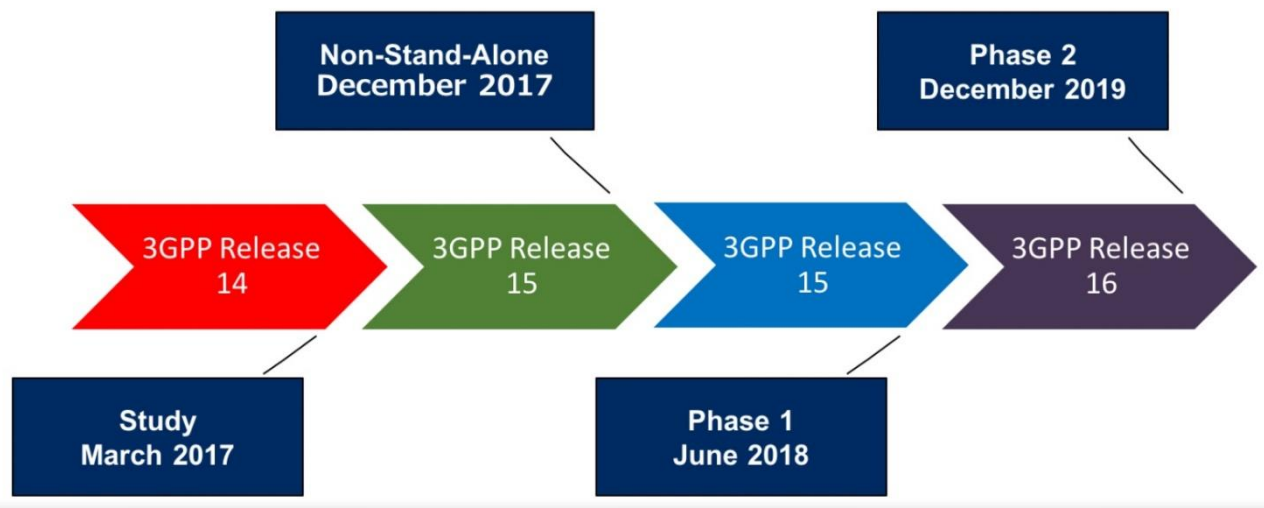 Non-Stand-Alone
December 2017
Phase 2
December 2019
3GPP Release
14
3GPP Release
15
3GPP Release
15
3GPP Release
16
Study
March 2017
Phase 1
June 2018